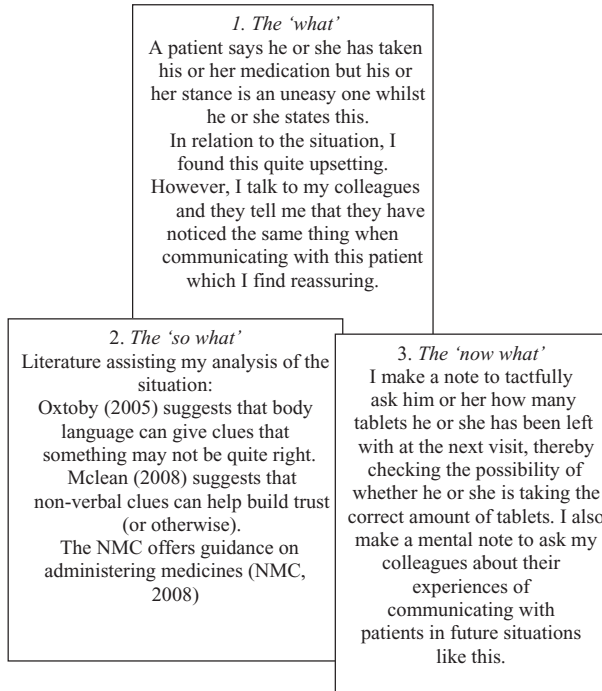 1. The ‘what’
A patient says he or she has taken
his or her medication but his or
her stance is an uneasy one whilst
he or she states this.
In relation to the situation, I
found this quite upsetting.
However, I talk to my colleagues
and they tell me that they have
noticed the same thing when
communicating with this patient
which I find reassuring.
2. The ‘so what’
Literature assisting my analysis of the
situation:
Oxtoby (2005) suggests that body
language can give clues that
something may not be quite right.
Mclean (2008) suggests that
non-verbal clues can help build trust
(or otherwise).
The NMC offers guidance on
administering medicines (NMC,
2008)
3. The ‘now what’
I make a note to tactfully
ask him or her how many
tablets he or she has been left
with at the next visit, thereby
checking the possibility of
whether he or she is taking the
correct amount of tablets. I also
make a mental note to ask my
colleagues about their
experiences of
communicating with
patients in future situations
like this.